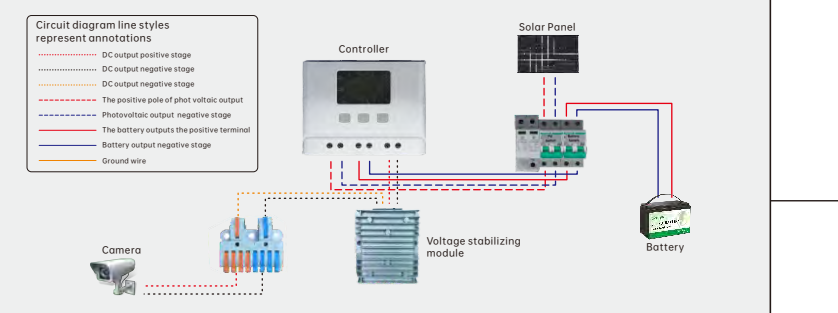 Circuit diagram line styles
represent annotations
DC output positive stage
DC output negative stage
DC output negative stage
The positive pole of phot voltaic output
Photovoltaic output negative stage
The battery outputs the positive terminal
Battery output negative stage
Ground wire
Controller
Solar Panel
Camera
Voltage stabilizing
module
Battery